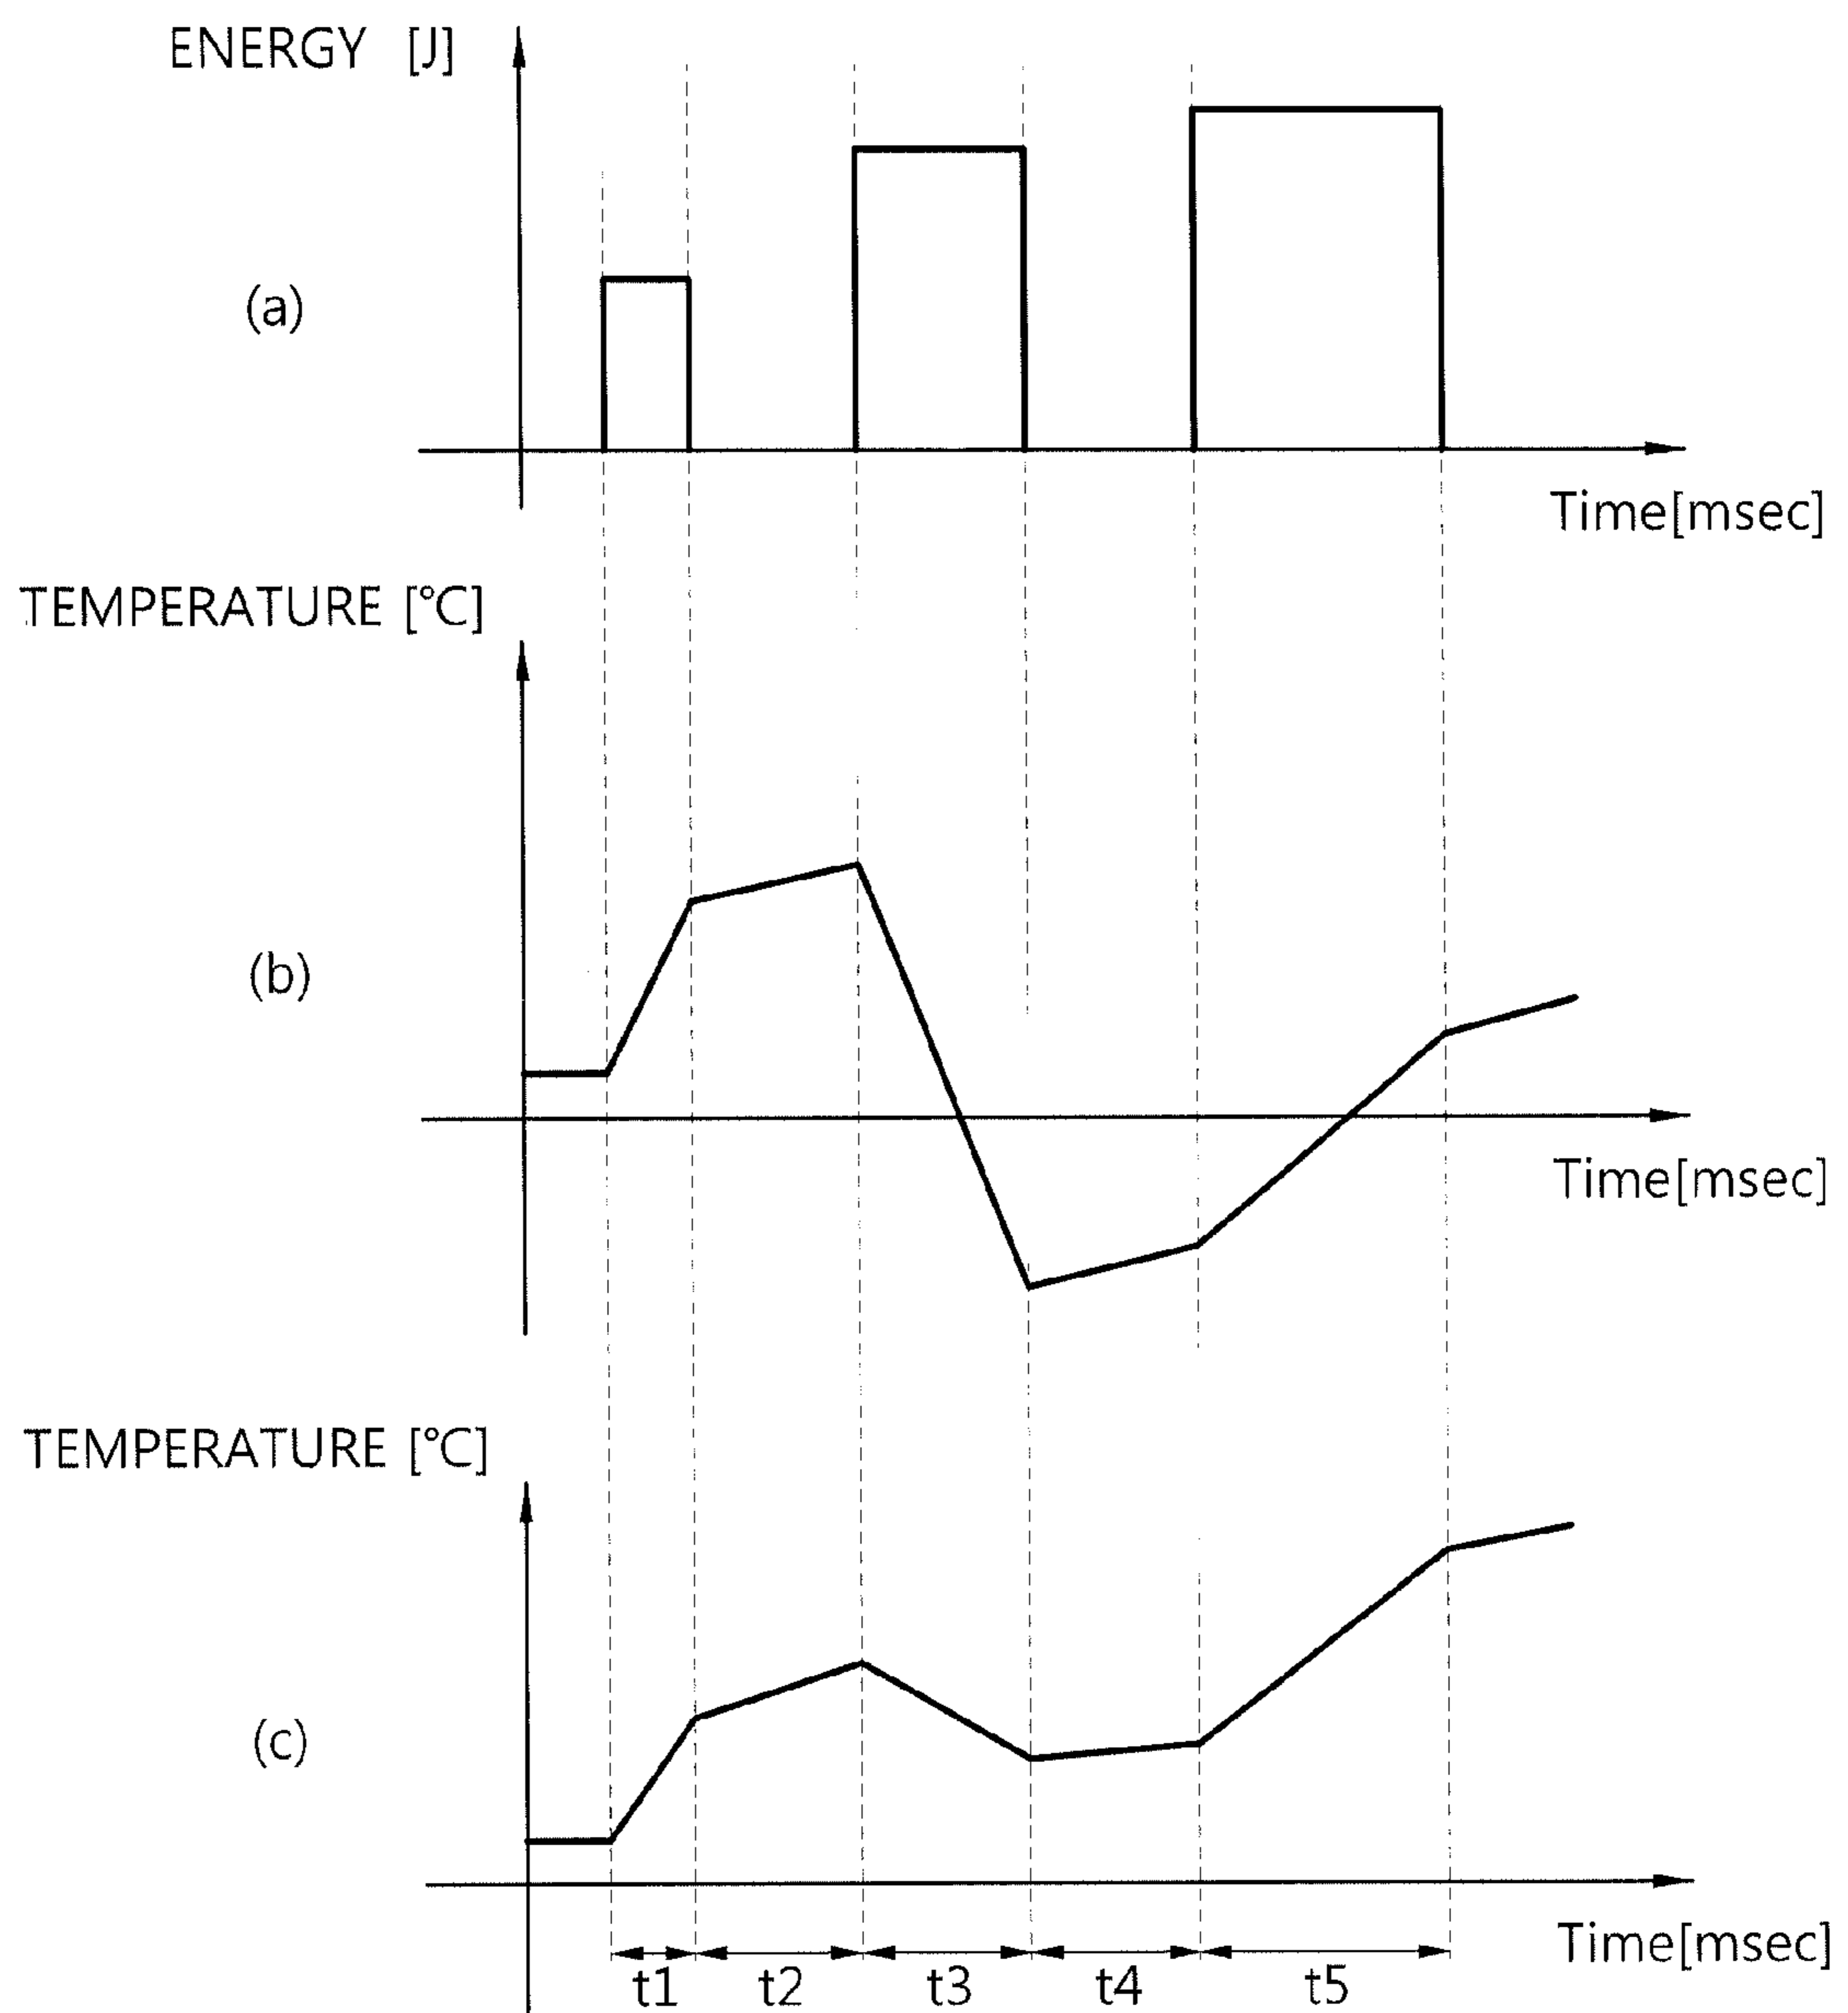 ENERGY [J]
(a)
Time[msec]
TEMPERATURE [°C]
(b)
Time[msec]
TEMPERATURE [°C]
(c)
Time[msec]
t1 t2 t3 t4 t5